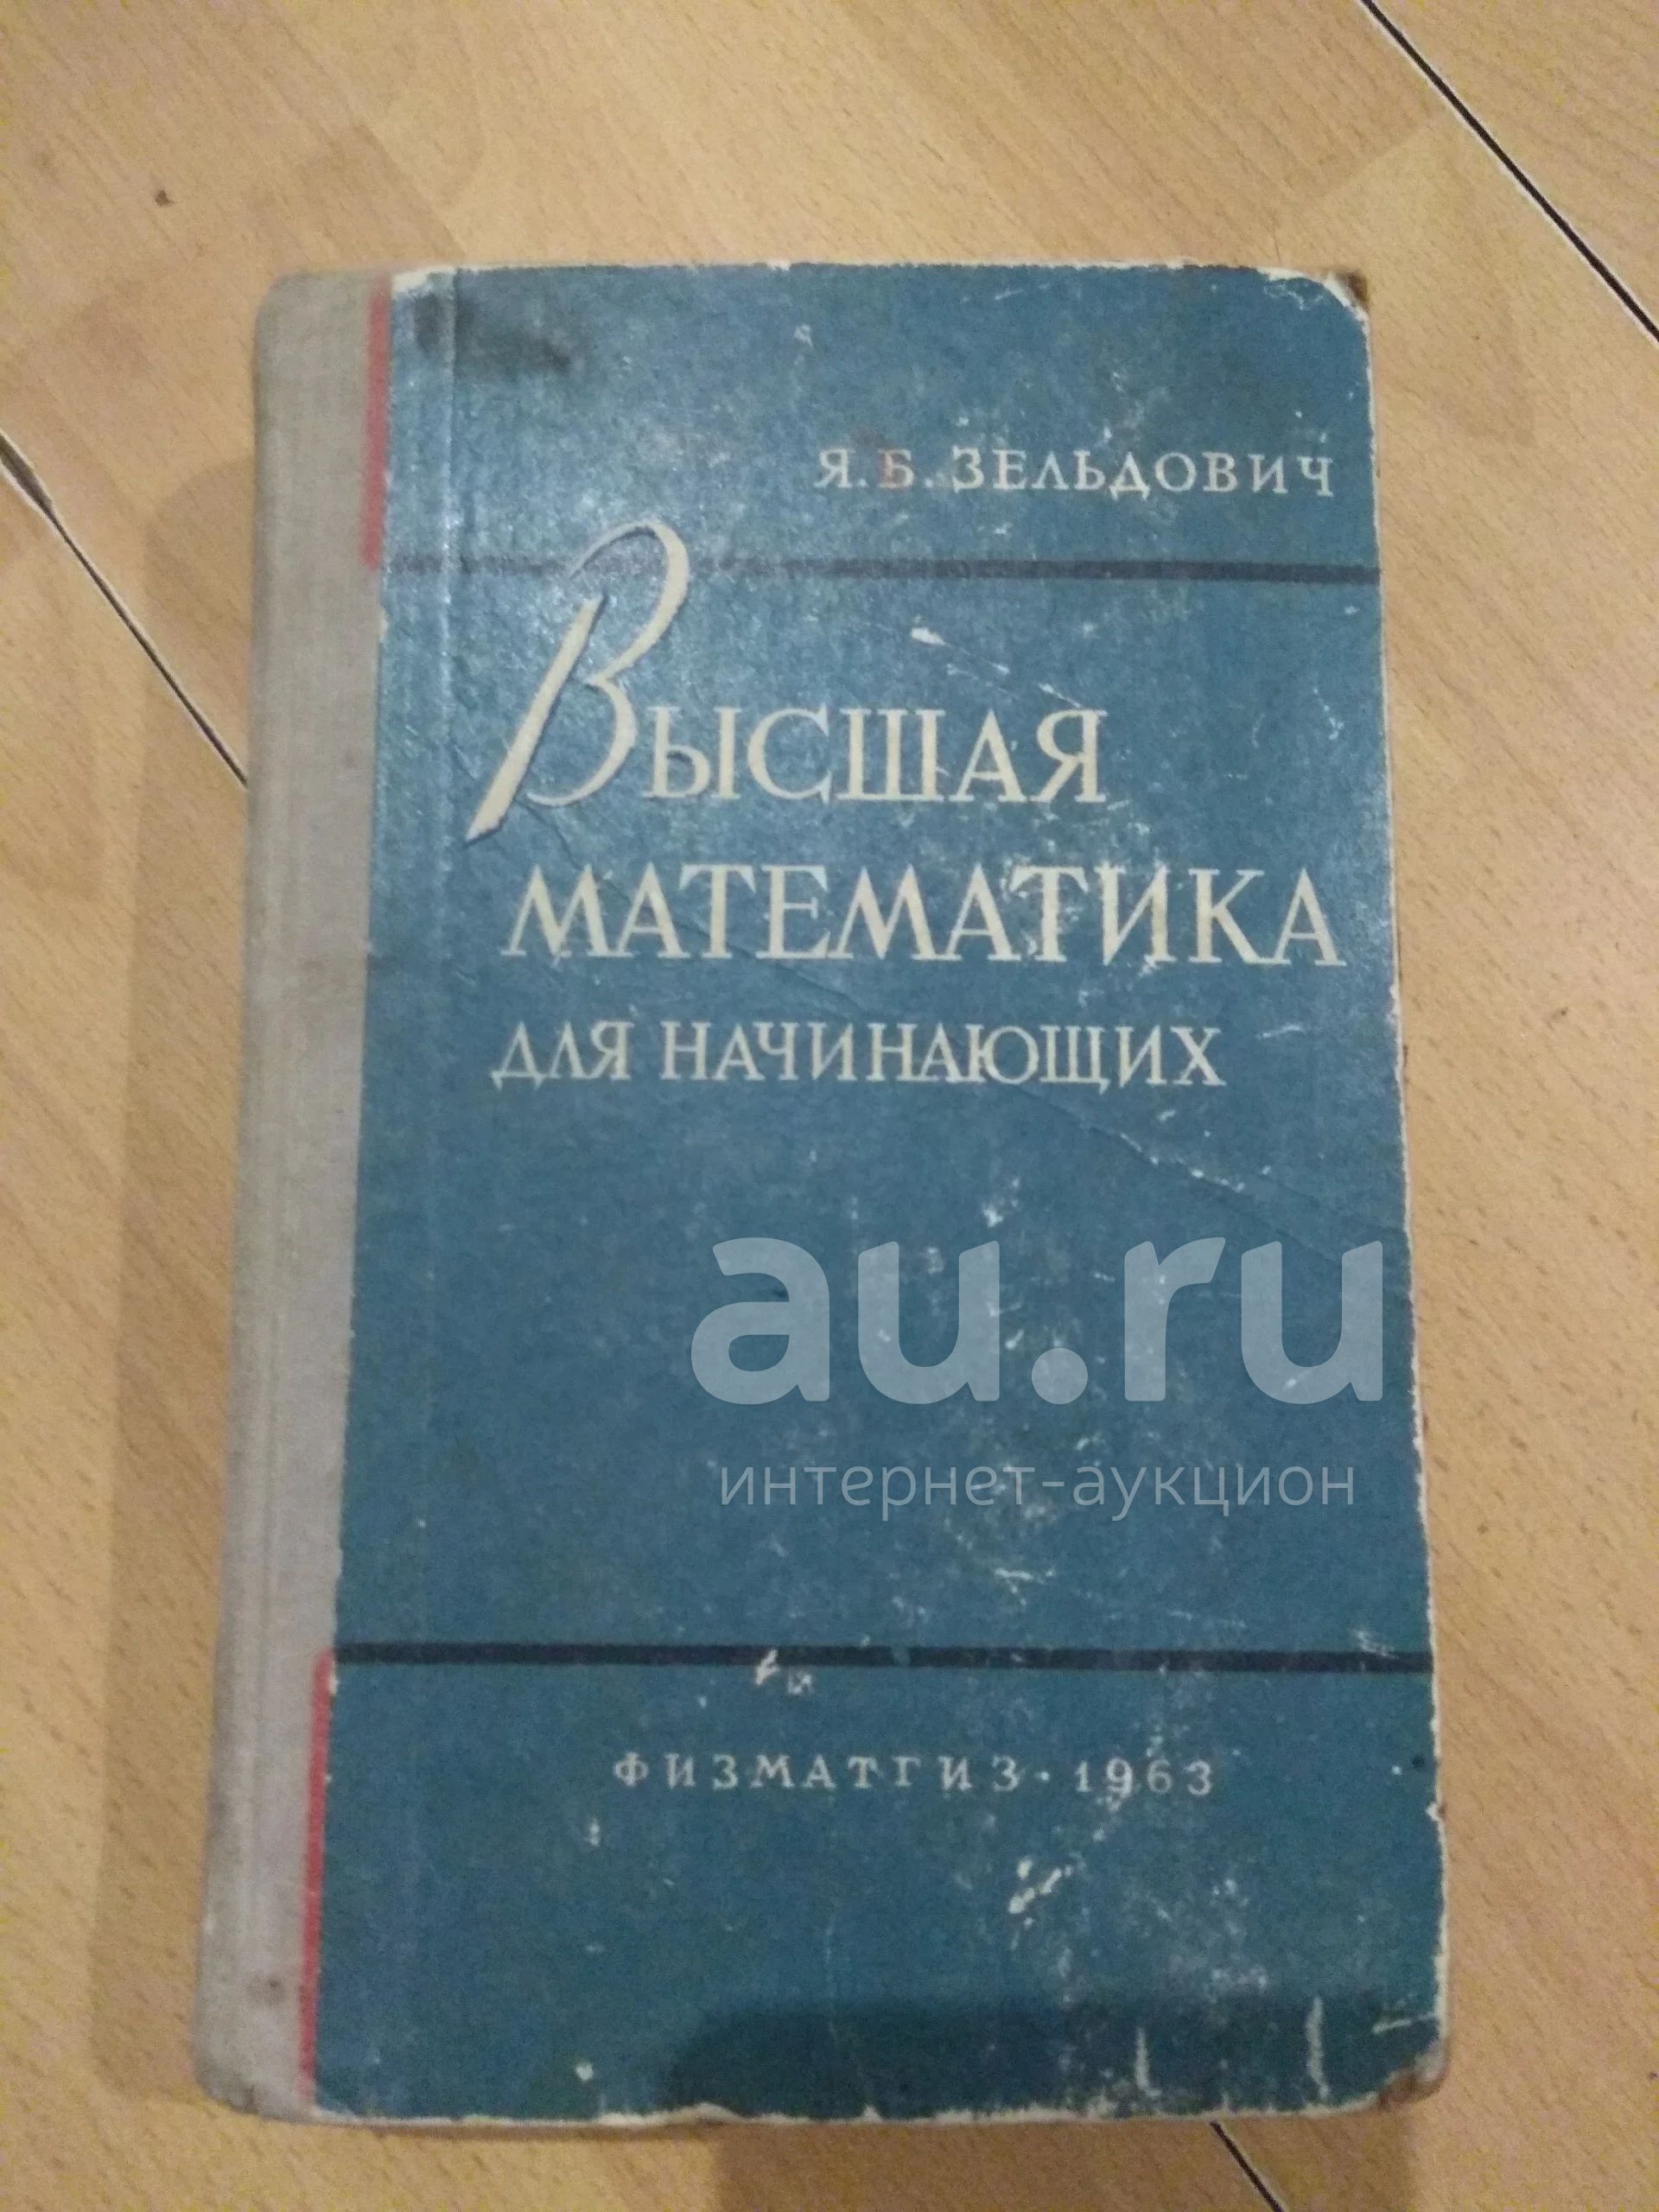 Я.Б. ЗЕЛЬДОВИЧ
ВЫСШАЯ
МАТЕМАТИКА
ДЛЯ НАЧИНАЮЩИХ
au.ru
интернет-аукцион
ФИЗМАТГИЗ · 1963